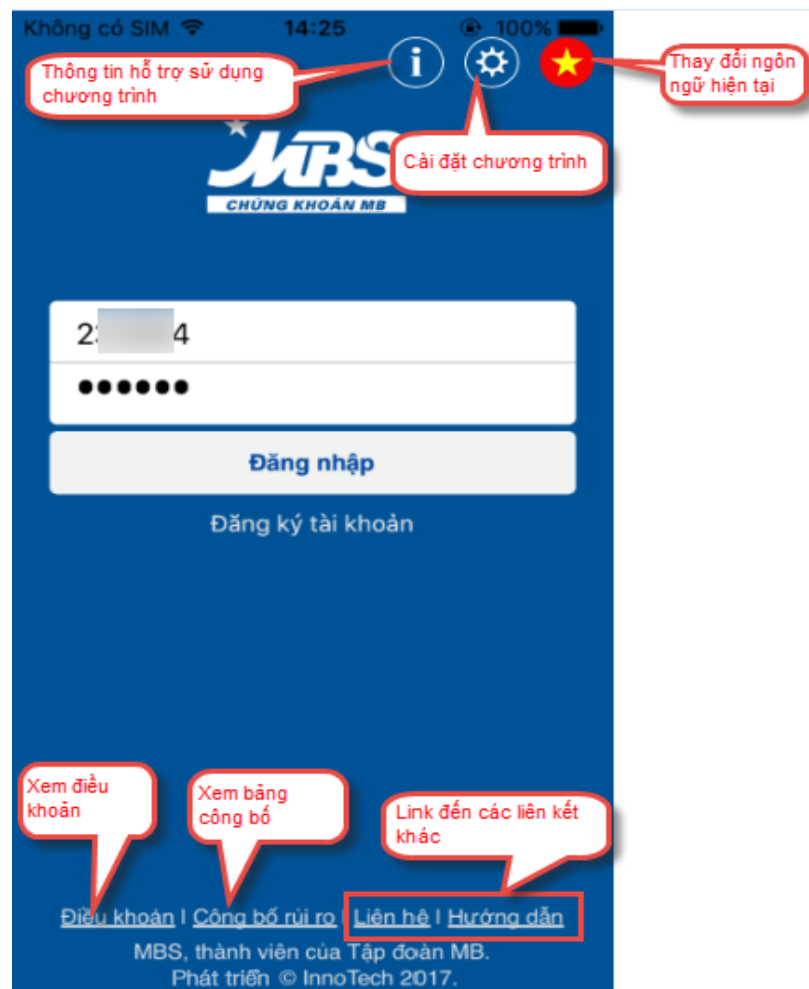 Không có SIM 14:25 100%
Thông tin hỗ trợ sử dụng
chương trình
i
Thay đổi ngôn
ngữ hiện tại
MBS
CHỨNG KHOÁN MB
Cài đặt chương trình
2 4
Đăng nhập
Đăng ký tài khoản
Xem điều
khoản
Xem bảng
công bố
Link đến các liên kết
khác
Điều khoản | Công bố rủi ro | Liên hệ | Hướng dẫn
MBS, thành viên của Tập đoàn MB.
Phát triển © InnoTech 2017.